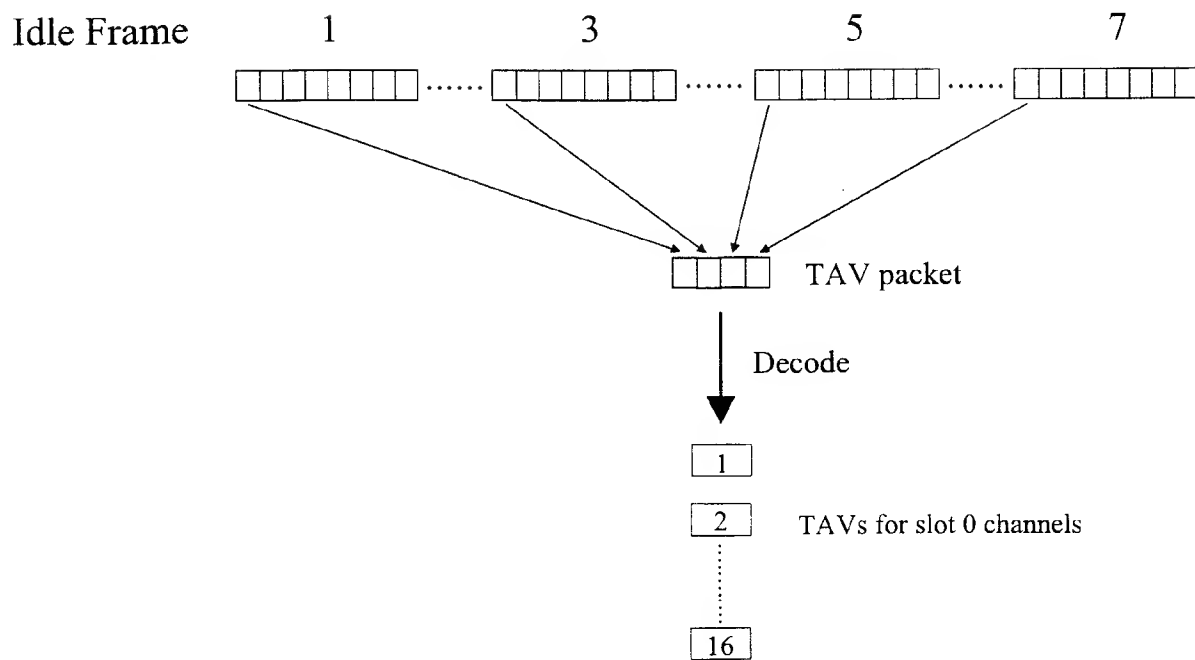 Idle Frame 1 3 5 7
TAV packet
Decode
1
2
TAVs for slot 0 channels
16